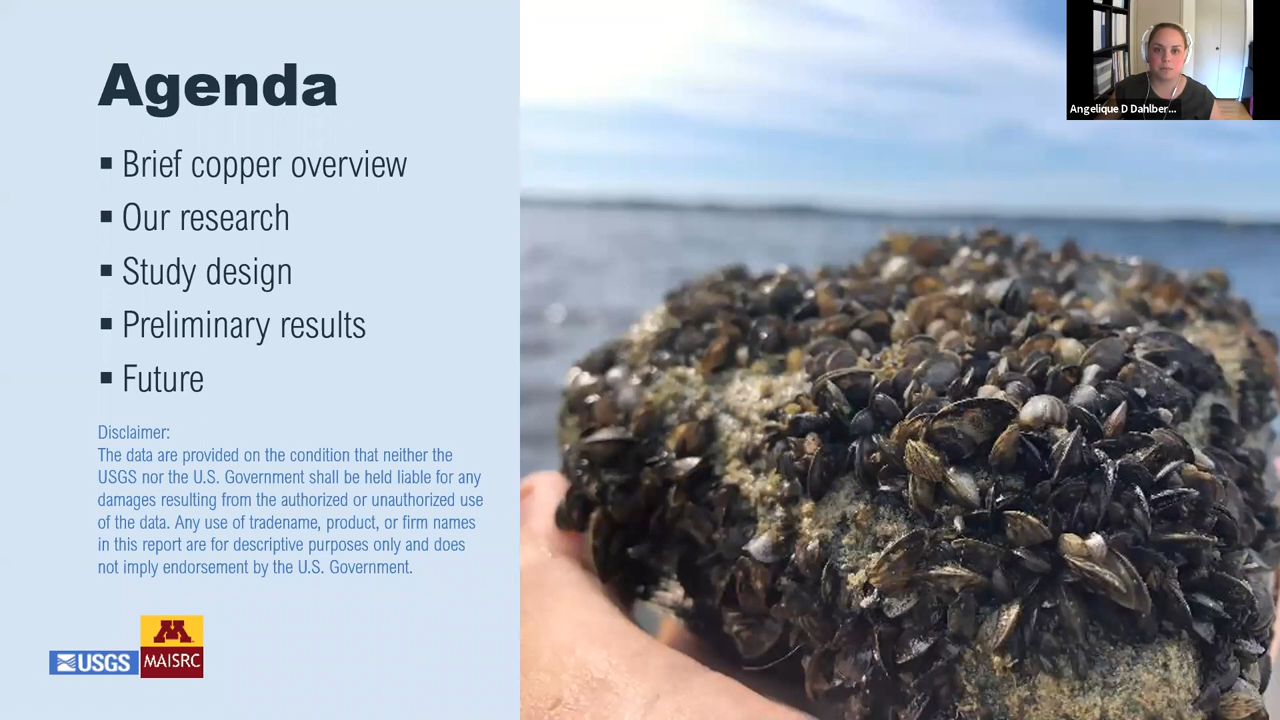 Agenda
▪ Brief copper overview
▪ Our research
▪ Study design
▪ Preliminary results
▪ Future
Disclaimer:
The data are provided on the condition that neither the
USGS nor the U.S. Government shall be held liable for any
damages resulting from the authorized or unauthorized use
of the data. Any use of tradename, product, or firm names
in this report are for descriptive purposes only and does
not imply endorsement by the U.S. Government.
USGS
M
MAISRC
Angelique D Dahlber...